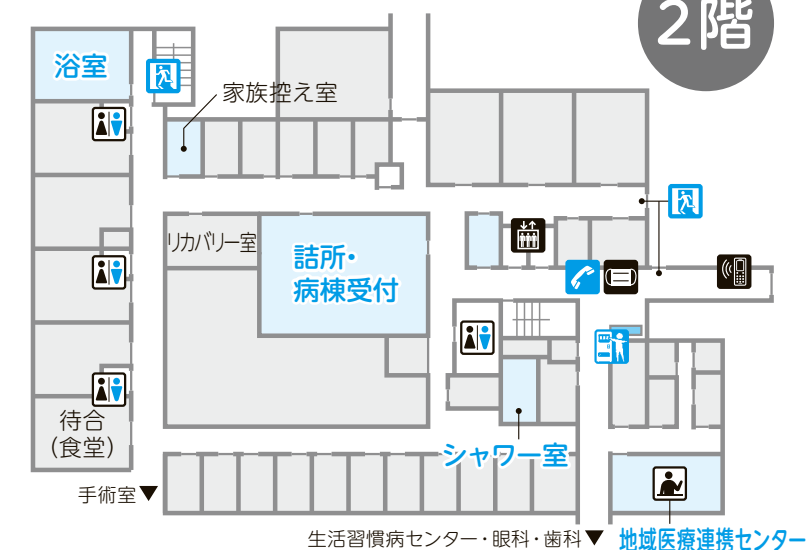 2階
浴室
家族控え室
リカバリー室
詰所・
病棟受付
待合
(食堂)
シャワー室
手術室▼
生活習慣病センター・眼科・歯科▼
地域医療連携センター